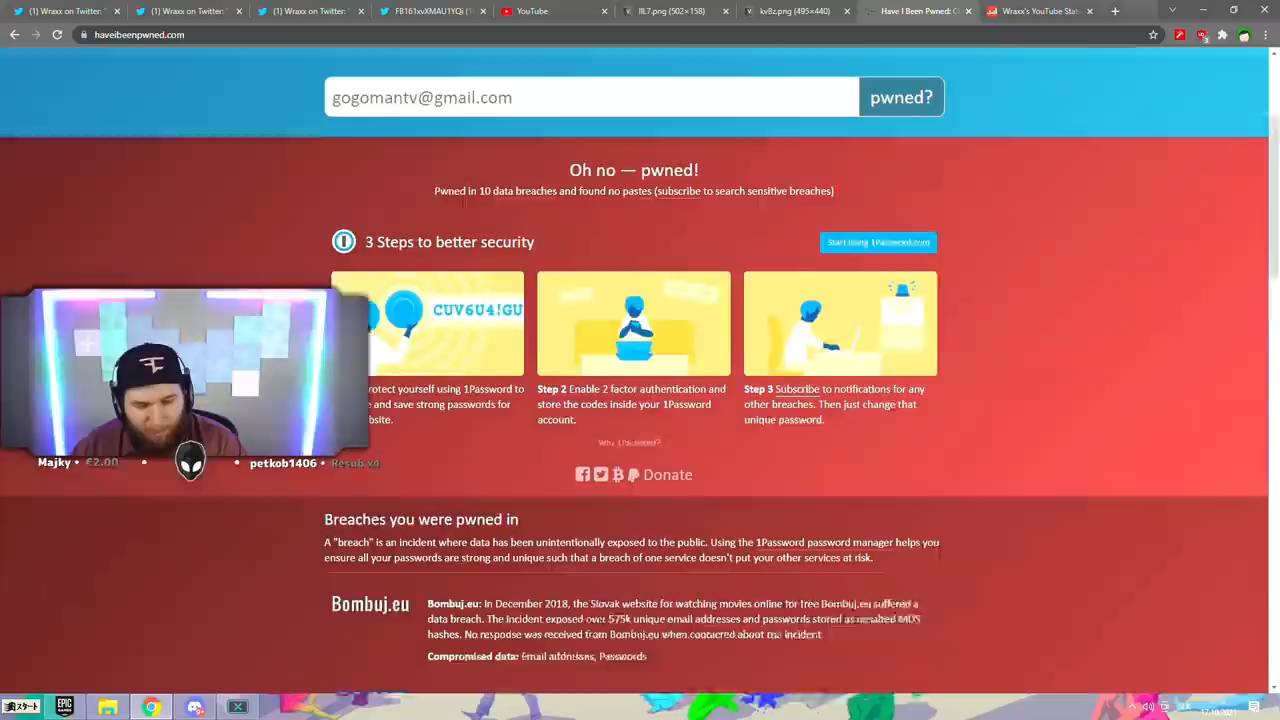 (1) Wraxx on Twitter: "
(1) Wraxx on Twitter: "
(1) Wraxx on Twitter: "
FB161vxXMAU1YQi (
YouTube
IlL7.png (502×158)
kvBz.png (495×440)
Have I Been Pwned: C
Wraxx's YouTube Stat
haveibeenpwned.com
gogomantv@gmail.com
pwned?
Oh no — pwned!
Pwned in 10 data breaches and found no pastes (subscribe to search sensitive breaches)
3 Steps to better security
Start using 1Password.com
CUV6U4!GU
rotect yourself using 1Password to
e and save strong passwords for
bsite.
Step 2 Enable 2 factor authentication and
store the codes inside your 1Password
account.
Step 3 Subscribe to notifications for any
other breaches. Then just change that
unique password.
Why 1Password?
Majky • €2.00 • • petkob1406 • Resub x4
Donate
Breaches you were pwned in
A "breach" is an incident where data has been unintentionally exposed to the public. Using the 1Password password manager helps you
ensure all your passwords are strong and unique such that a breach of one service doesn't put your other services at risk.
Bombuj.eu
Bombuj.eu: In December 2018, the Slovak website for watching movies online for free Bombuj.eu suffered a
data breach. The incident exposed over 575k unique email addresses and passwords stored as unsalted MD5
hashes. No response was received from Bombuj.eu when contacted about the incident
Compromised data: Email addresses, Passwords
EPIC
GAMES
17.10.2021